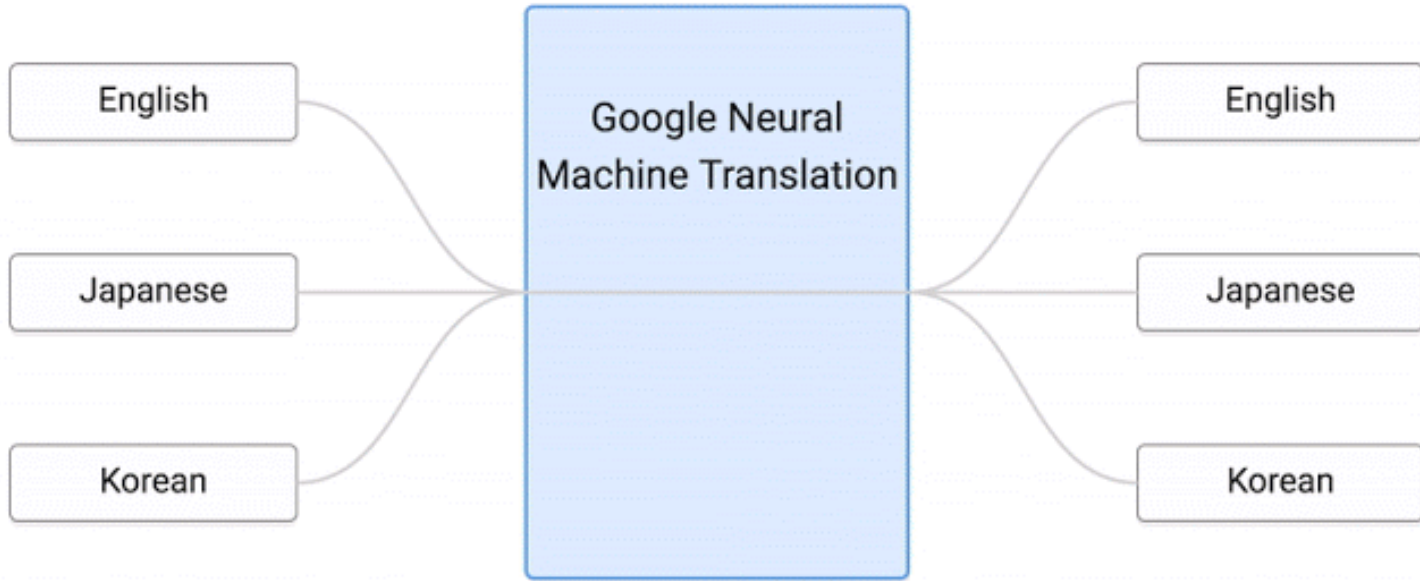 English
Japanese
Korean
Google Neural
Machine Translation
English
Japanese
Korean